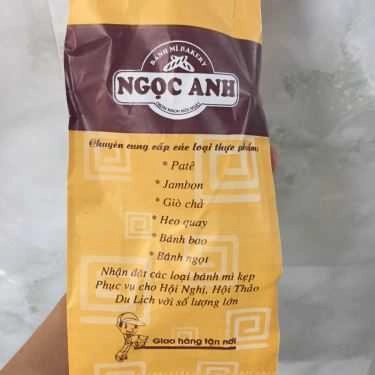 BÁNH MÌ BAKERY
NGỌC ANH
Chuyên cung cấp các loại thực phẩm:
* Patê
* Jambon
* Giò chả
* Heo quay
* Bánh bao
* Bánh ngọt
Nhận đặt các loại bánh mì kẹp
Phục vụ cho Hội Nghị, Hội Thảo
Du Lịch với số lượng lớn
Giao hàng tận nơi